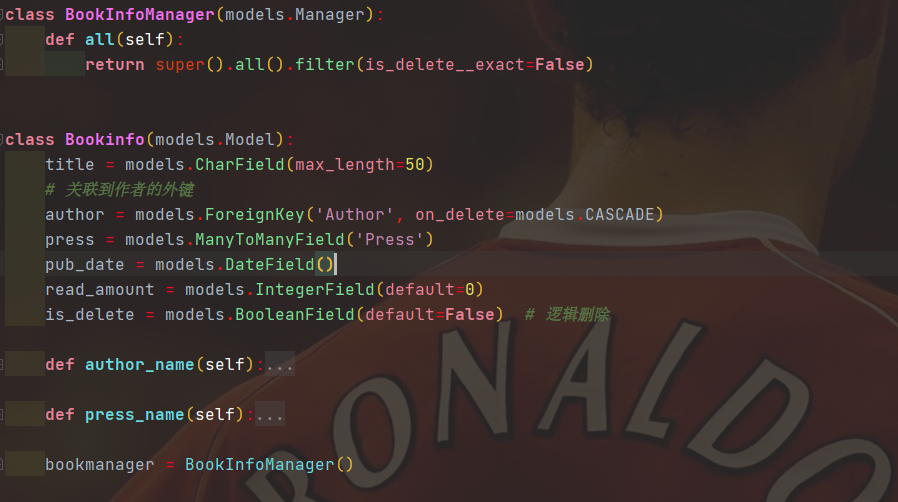 class BookInfoManager(models.Manager):
    def all(self):
        return super().all().filter(is_delete__exact=False)
class Bookinfo(models.Model):
    title = models.CharField(max_length=50)
    # 关联到作者的外键
    author = models.ForeignKey('Author', on_delete=models.CASCADE)
    press = models.ManyToManyField('Press')
    pub_date = models.DateField()
    read_amount = models.IntegerField(default=0)
    is_delete = models.BooleanField(default=False)  # 逻辑删除
    def author_name(self):...
    def press_name(self):...
    bookmanager = BookInfoManager()
RONALDO